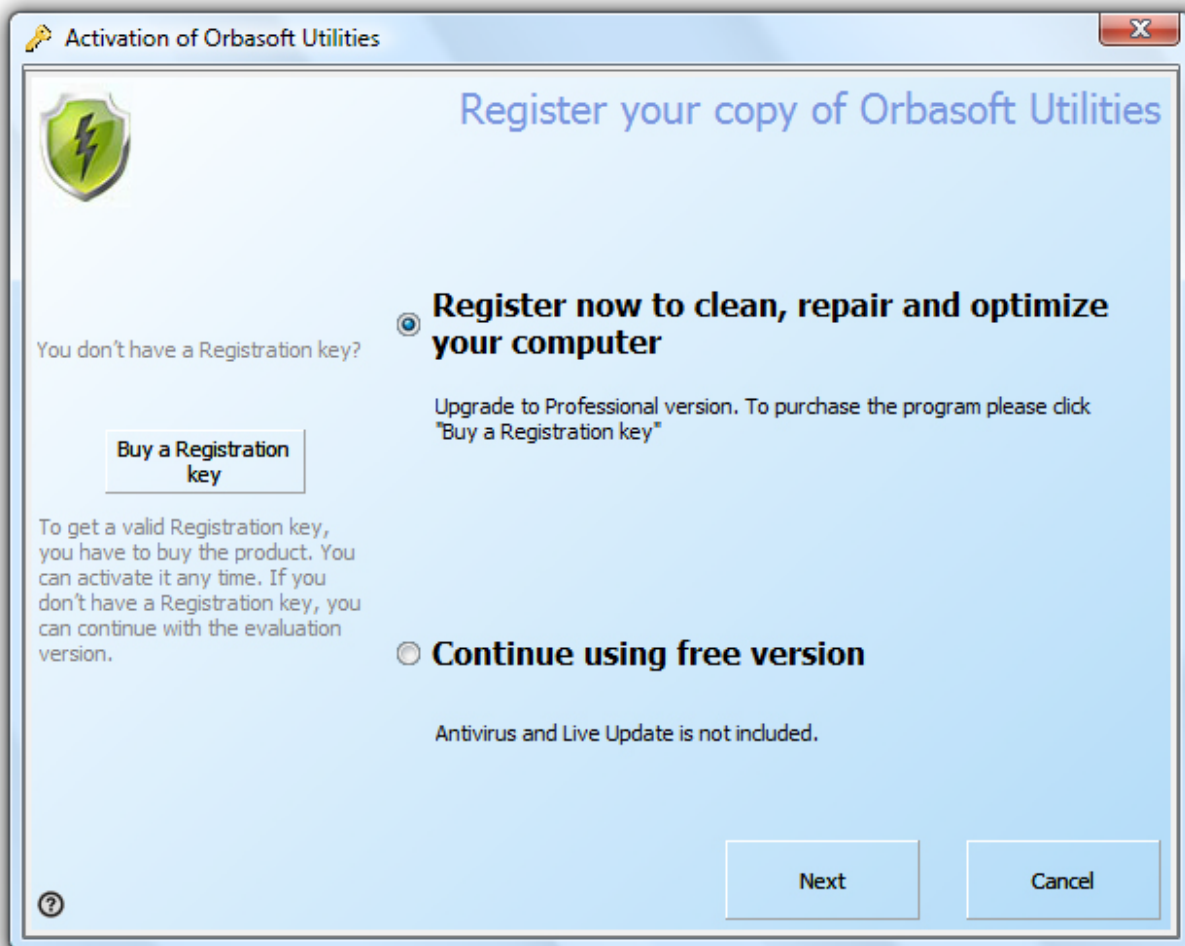 Activation of Orbasoft Utilities
Register your copy of Orbasoft Utilities
You don't have a Registration key?
Buy a Registration
key
To get a valid Registration key,
you have to buy the product. You
can activate it any time. If you
don't have a Registration key, you
can continue with the evaluation
version.
Register now to clean, repair and optimize
your computer
Upgrade to Professional version. To purchase the program please click
"Buy a Registration key"
Continue using free version
Antivirus and Live Update is not included.
Next
Cancel